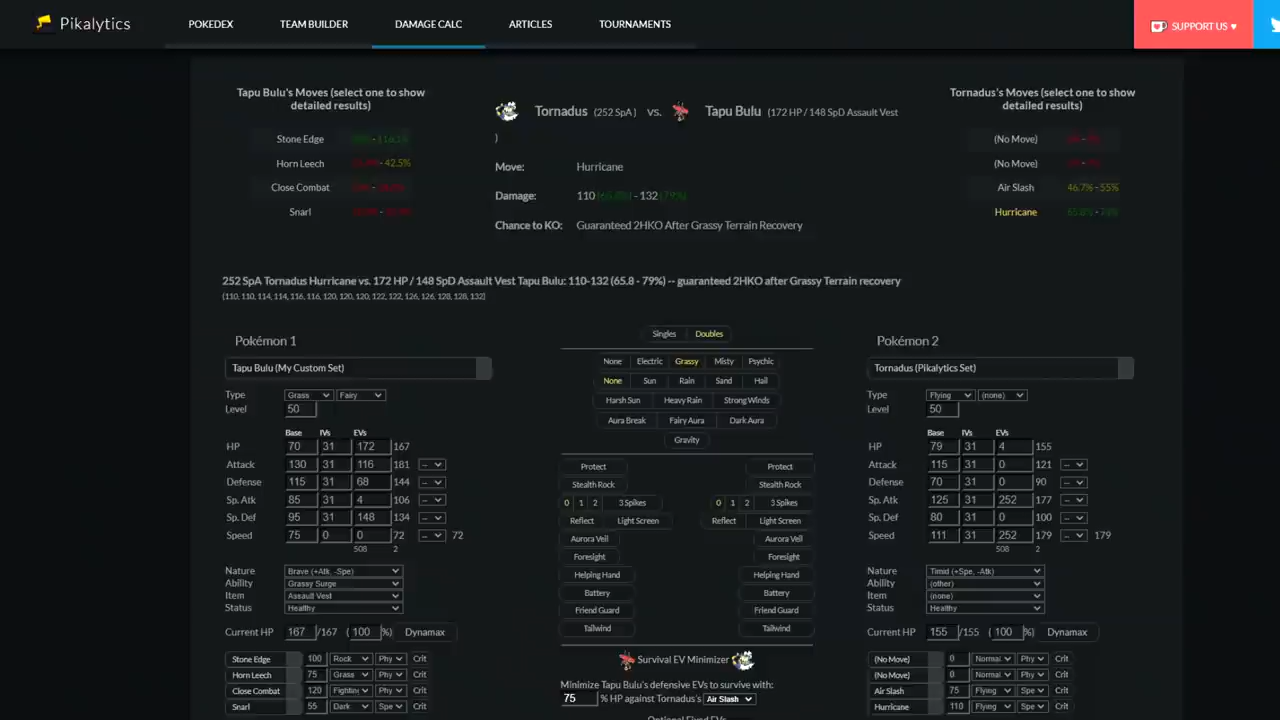 Pikalytics
POKEDEX TEAM BUILDER DAMAGE CALC ARTICLES TOURNAMENTS
SUPPORT US ♥
Tapu Bulu's Moves (select one to show
detailed results)
Stone Edge
Horn Leech - 42.5%
Close Combat
Snarl
Tornadus (252 SpA) VS. Tapu Bulu (172 HP / 148 SpD Assault Vest
)
Move: Hurricane
Damage: 110 (65.8%) - 132 (79%)
Chance to KO: Guaranteed 2HKO After Grassy Terrain Recovery
Tornadus's Moves (select one to show
detailed results)
(No Move)
(No Move)
Air Slash 46.7% - 55%
Hurricane 65.8% - 79%
252 SpA Tornadus Hurricane vs. 172 HP / 148 SpD Assault Vest Tapu Bulu: 110-132 (65.8 - 79%) -- guaranteed 2HKO after Grassy Terrain recovery
(110, 110, 114, 114, 116, 116, 120, 120, 120, 122, 122, 126, 126, 128, 128, 132)
Pokémon 1
Tapu Bulu (My Custom Set)
Type Grass Fairy
Level 50
Base IVs EVs
HP 70 31 172 167
Attack 130 31 116 181 --
Defense 115 31 68 144 --
Sp. Atk 85 31 4 106 --
Sp. Def 95 31 148 134 --
Speed 75 0 0 72 -- 72
508 2
Nature Brave (+Atk, -Spe)
Ability Grassy Surge
Item Assault Vest
Status Healthy
Current HP 167 /167 ( 100 %) Dynamax
Stone Edge 100 Rock Phy Crit
Horn Leech 75 Grass Phy Crit
Close Combat 120 Fighting Phy Crit
Snarl 55 Dark Spe Crit
Singles Doubles
None Electric Grassy Misty Psychic
None Sun Rain Sand Hail
Harsh Sun Heavy Rain Strong Winds
Aura Break Fairy Aura Dark Aura
Gravity
Protect Protect
Stealth Rock Stealth Rock
0 1 2 3 Spikes 0 1 2 3 Spikes
Reflect Light Screen Reflect Light Screen
Aurora Veil Aurora Veil
Foresight Foresight
Helping Hand Helping Hand
Battery Battery
Friend Guard Friend Guard
Tailwind Tailwind
Survival EV Minimizer
Minimize Tapu Bulu's defensive EVs to survive with:
75 % HP against Tornadus's Air Slash
Optional Fixed EVs
Pokémon 2
Tornadus (Pikalytics Set)
Type Flying (none)
Level 50
Base IVs EVs
HP 79 31 4 155
Attack 115 31 0 121 --
Defense 70 31 0 90 --
Sp. Atk 125 31 252 177 --
Sp. Def 80 31 0 100 --
Speed 111 31 252 179 -- 179
508 2
Nature Timid (+Spe, -Atk)
Ability (other)
Item (none)
Status Healthy
Current HP 155 /155 ( 100 %) Dynamax
(No Move) 0 Normal Phy Crit
(No Move) 0 Normal Phy Crit
Air Slash 75 Flying Spe Crit
Hurricane 110 Flying Spe Crit